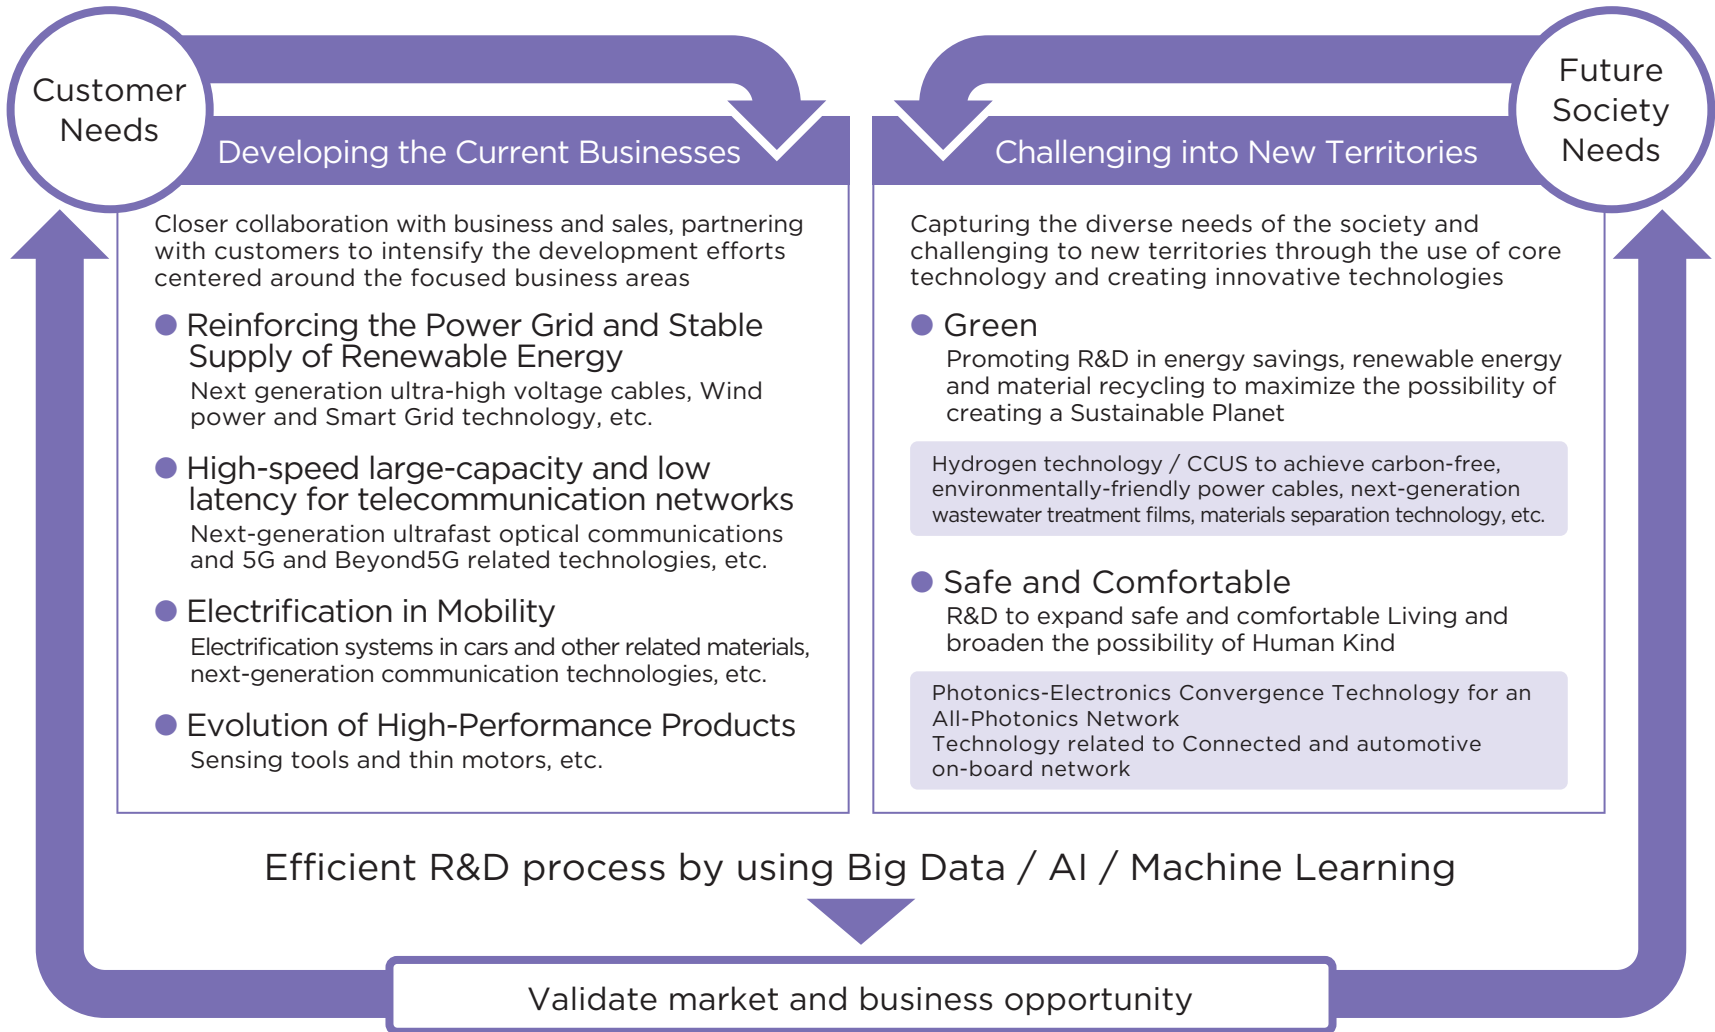 Customer
Needs
Developing the Current Businesses
Closer collaboration with business and sales, partnering
with customers to intensify the development efforts
centered around the focused business areas
● Reinforcing the Power Grid and Stable
Supply of Renewable Energy
Next generation ultra-high voltage cables, Wind
power and Smart Grid technology, etc.
● High-speed large-capacity and low
latency for telecommunication networks
Next-generation ultrafast optical communications
and 5G and Beyond5G related technologies, etc.
● Electrification in Mobility
Electrification systems in cars and other related materials,
next-generation communication technologies, etc.
● Evolution of High-Performance Products
Sensing tools and thin motors, etc.
Future
Society
Needs
Challenging into New Territories
Capturing the diverse needs of the society and
challenging to new territories through the use of core
technology and creating innovative technologies
● Green
Promoting R&D in energy savings, renewable energy
and material recycling to maximize the possibility of
creating a Sustainable Planet
Hydrogen technology / CCUS to achieve carbon-free,
environmentally-friendly power cables, next-generation
wastewater treatment films, materials separation technology, etc.
● Safe and Comfortable
R&D to expand safe and comfortable Living and
broaden the possibility of Human Kind
Photonics-Electronics Convergence Technology for an
All-Photonics Network
Technology related to Connected and automotive
on-board network
Efficient R&D process by using Big Data / AI / Machine Learning
Validate market and business opportunity